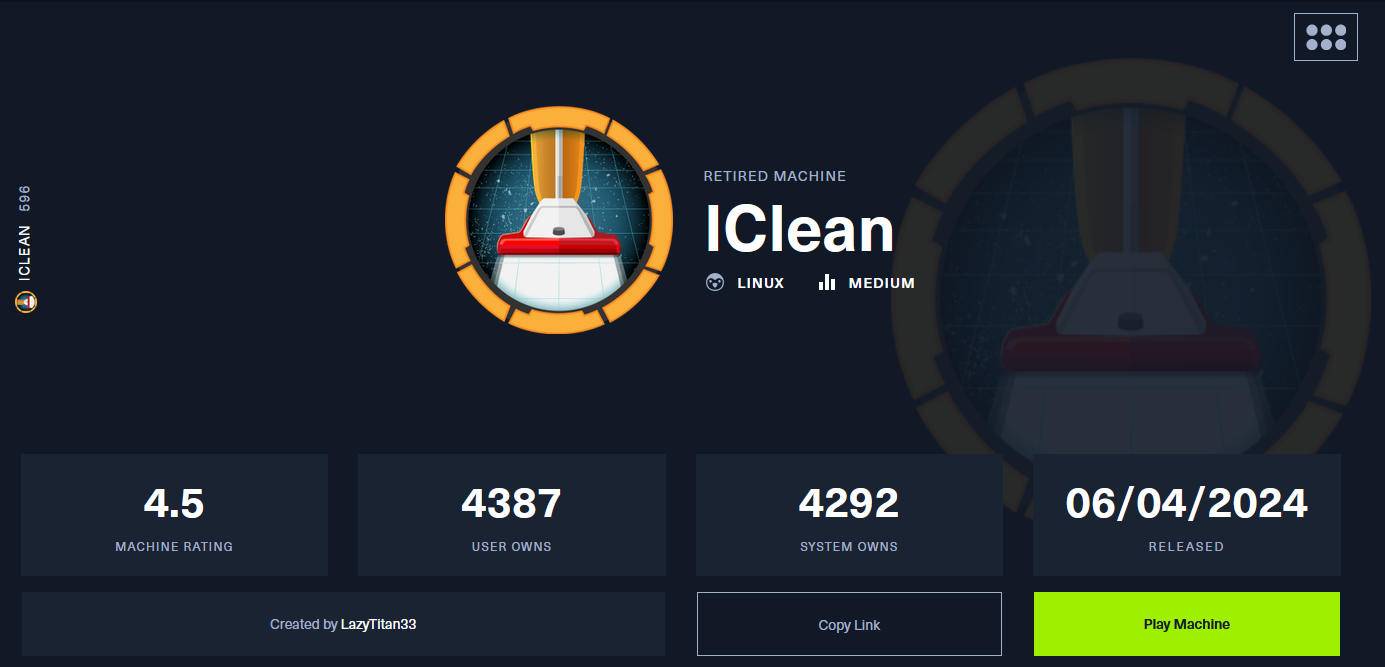 ICLEAN 596
RETIRED MACHINE
IClean
LINUX MEDIUM
4.5 4387 4292 06/04/2024
MACHINE RATING USER OWNS SYSTEM OWNS RELEASED
Created by LazyTitan33 Copy Link Play Machine